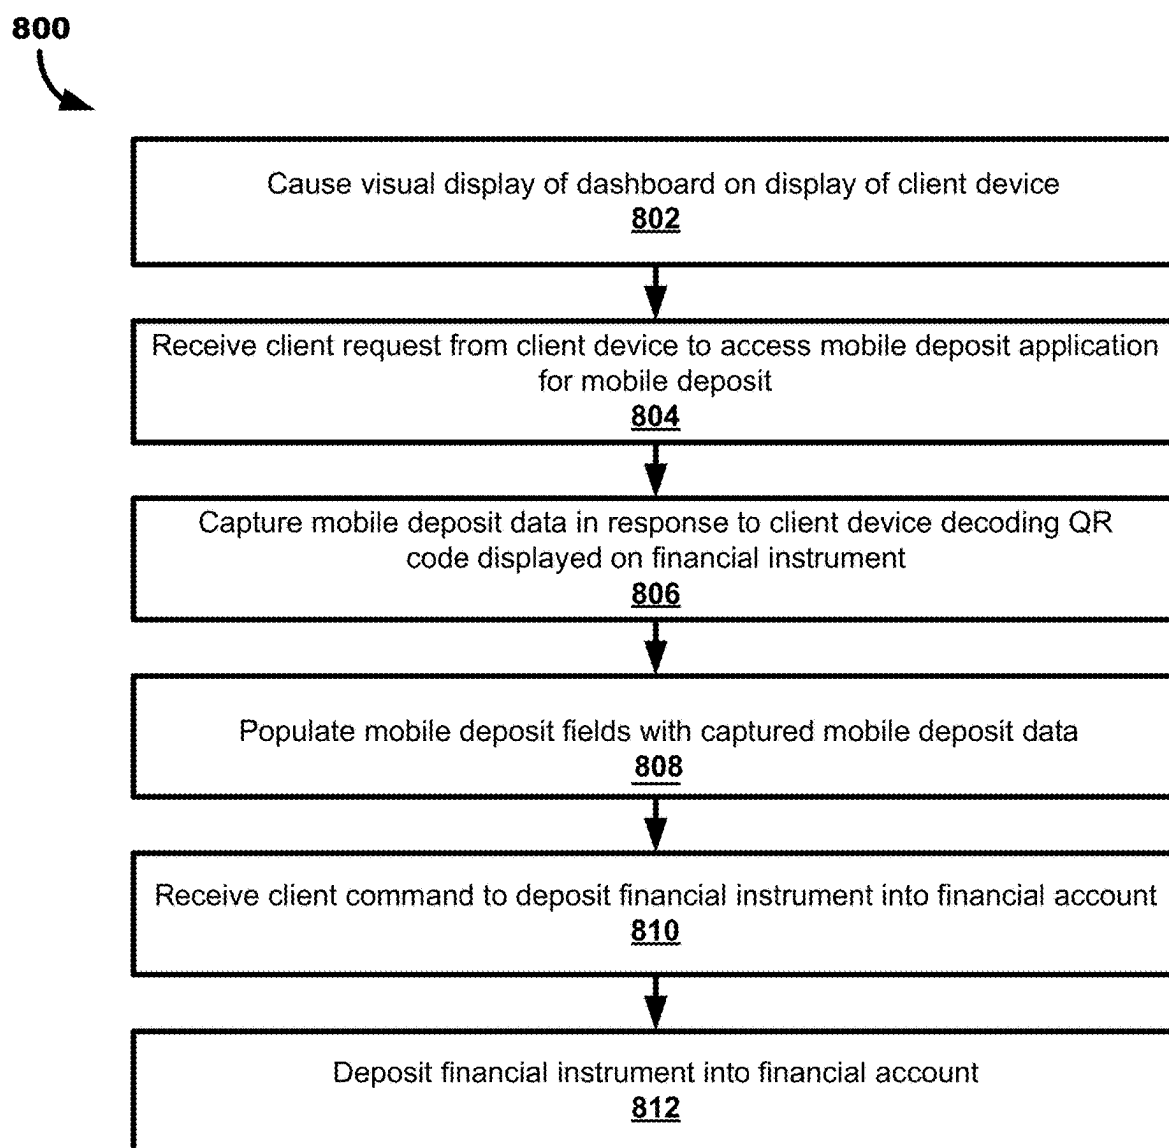 800
Cause visual display of dashboard on display of client device
802
Receive client request from client device to access mobile deposit application
for mobile deposit
804
Capture mobile deposit data in response to client device decoding QR
code displayed on financial instrument
806
Populate mobile deposit fields with captured mobile deposit data
808
Receive client command to deposit financial instrument into financial account
810
Deposit financial instrument into financial account
812